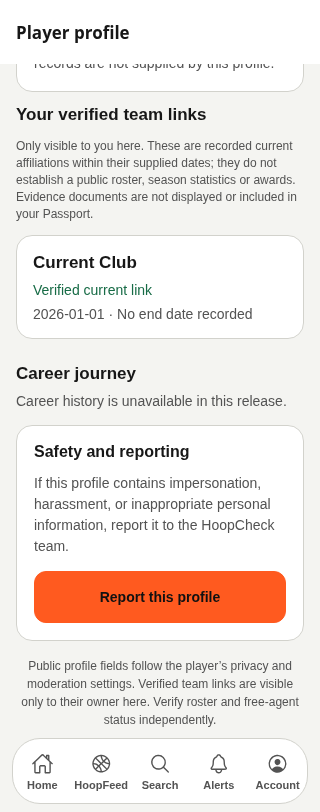 Player profile
records are not supplied by this profile.
Your verified team links
Only visible to you here. These are recorded current
affiliations within their supplied dates; they do not
establish a public roster, season statistics or awards.
Evidence documents are not displayed or included in
your Passport.
Current Club
Verified current link
2026-01-01 · No end date recorded
Career journey
Career history is unavailable in this release.
Safety and reporting
If this profile contains impersonation,
harassment, or inappropriate personal
information, report it to the HoopCheck
team.
Report this profile
Public profile fields follow the player’s privacy and
moderation settings. Verified team links are visible
only to their owner here. Verify roster and free-agent
status independently.
Home HoopFeed Search Alerts Account